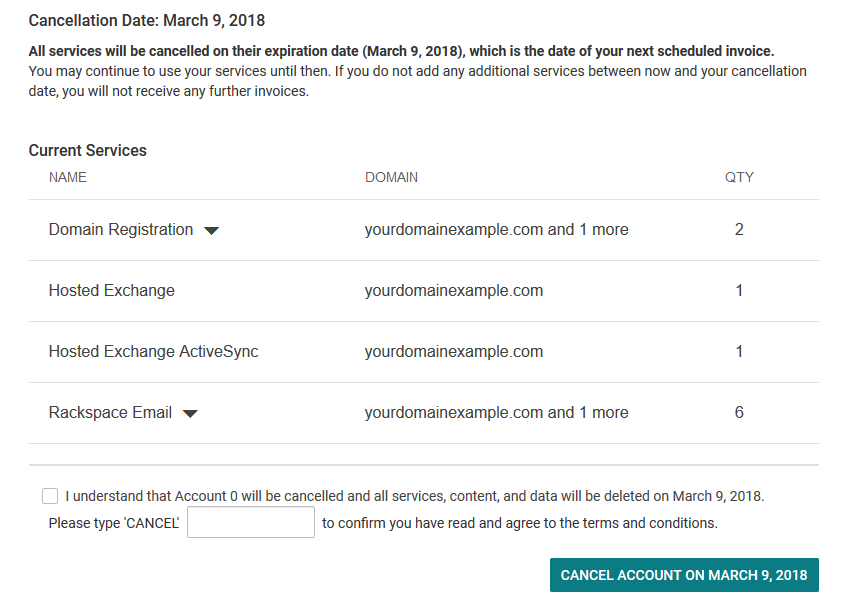 Cancellation Date: March 9, 2018
All services will be cancelled on their expiration date (March 9, 2018), which is the date of your next scheduled invoice.
You may continue to use your services until then. If you do not add any additional services between now and your cancellation
date, you will not receive any further invoices.
Current Services
NAME DOMAIN QTY
Domain Registration yourdomainexample.com and 1 more 2
Hosted Exchange yourdomainexample.com 1
Hosted Exchange ActiveSync yourdomainexample.com 1
Rackspace Email yourdomainexample.com and 1 more 6
I understand that Account 0 will be cancelled and all services, content, and data will be deleted on March 9, 2018.
Please type 'CANCEL' to confirm you have read and agree to the terms and conditions.
CANCEL ACCOUNT ON MARCH 9, 2018